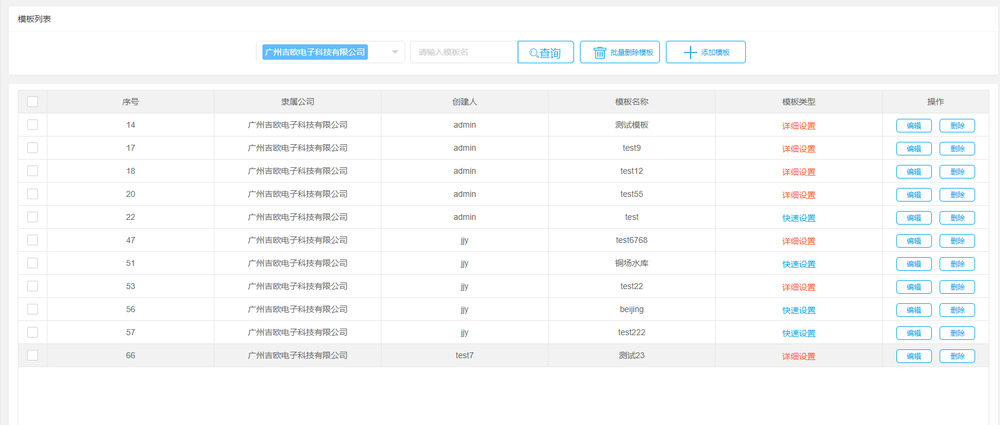 模板列表
广州吉欧电子科技有限公司 请输入模板名 查询 批量删除模板 添加模板
序号 隶属公司 创建人 模板名称 模板类型 操作
14 广州吉欧电子科技有限公司 admin 测试模板 详细设置 编辑 删除
17 广州吉欧电子科技有限公司 admin test9 详细设置 编辑 删除
18 广州吉欧电子科技有限公司 admin test12 详细设置 编辑 删除
20 广州吉欧电子科技有限公司 admin test55 详细设置 编辑 删除
22 广州吉欧电子科技有限公司 admin test 快速设置 编辑 删除
47 广州吉欧电子科技有限公司 jjy test6768 详细设置 编辑 删除
51 广州吉欧电子科技有限公司 jjy 铜场水库 快速设置 编辑 删除
53 广州吉欧电子科技有限公司 jjy test22 详细设置 编辑 删除
56 广州吉欧电子科技有限公司 jjy beijing 快速设置 编辑 删除
57 广州吉欧电子科技有限公司 jjy test222 快速设置 编辑 删除
66 广州吉欧电子科技有限公司 test7 测试23 详细设置 编辑 删除